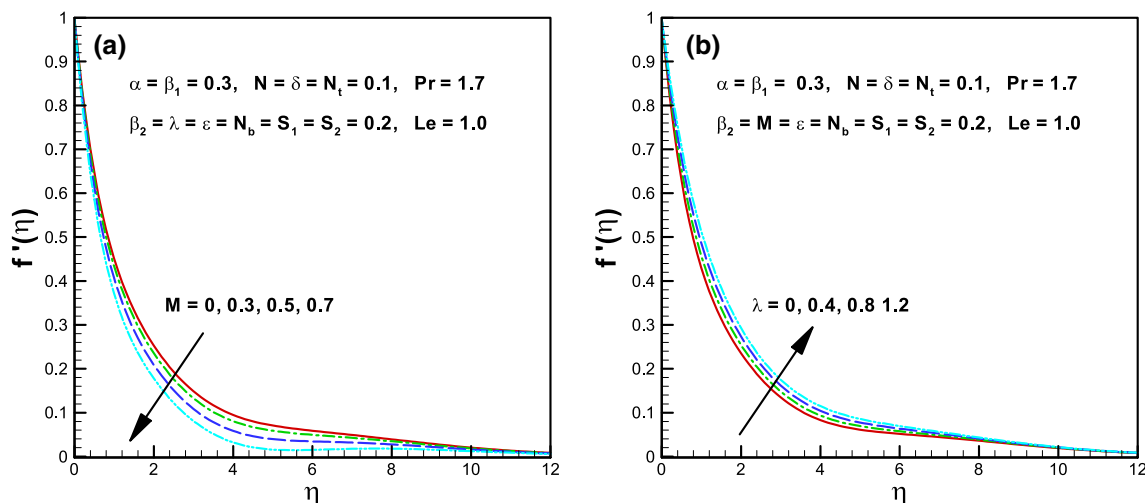 (a)
α = β₁ = 0.3, N = δ = Nₜ = 0.1, Pr = 1.7
β₂ = λ = ε = N_b = S₁ = S₂ = 0.2, Le = 1.0
M = 0, 0.3, 0.5, 0.7
f '(η)
1
0.9
0.8
0.7
0.6
0.5
0.4
0.3
0.2
0.1
0
0 2 4 6 8 10 12
η
(b)
α = β₁ = 0.3, N = δ = Nₜ = 0.1, Pr = 1.7
β₂ = M = ε = N_b = S₁ = S₂ = 0.2, Le = 1.0
λ = 0, 0.4, 0.8 1.2
f '(η)
1
0.9
0.8
0.7
0.6
0.5
0.4
0.3
0.2
0.1
0
0 2 4 6 8 10 12
η